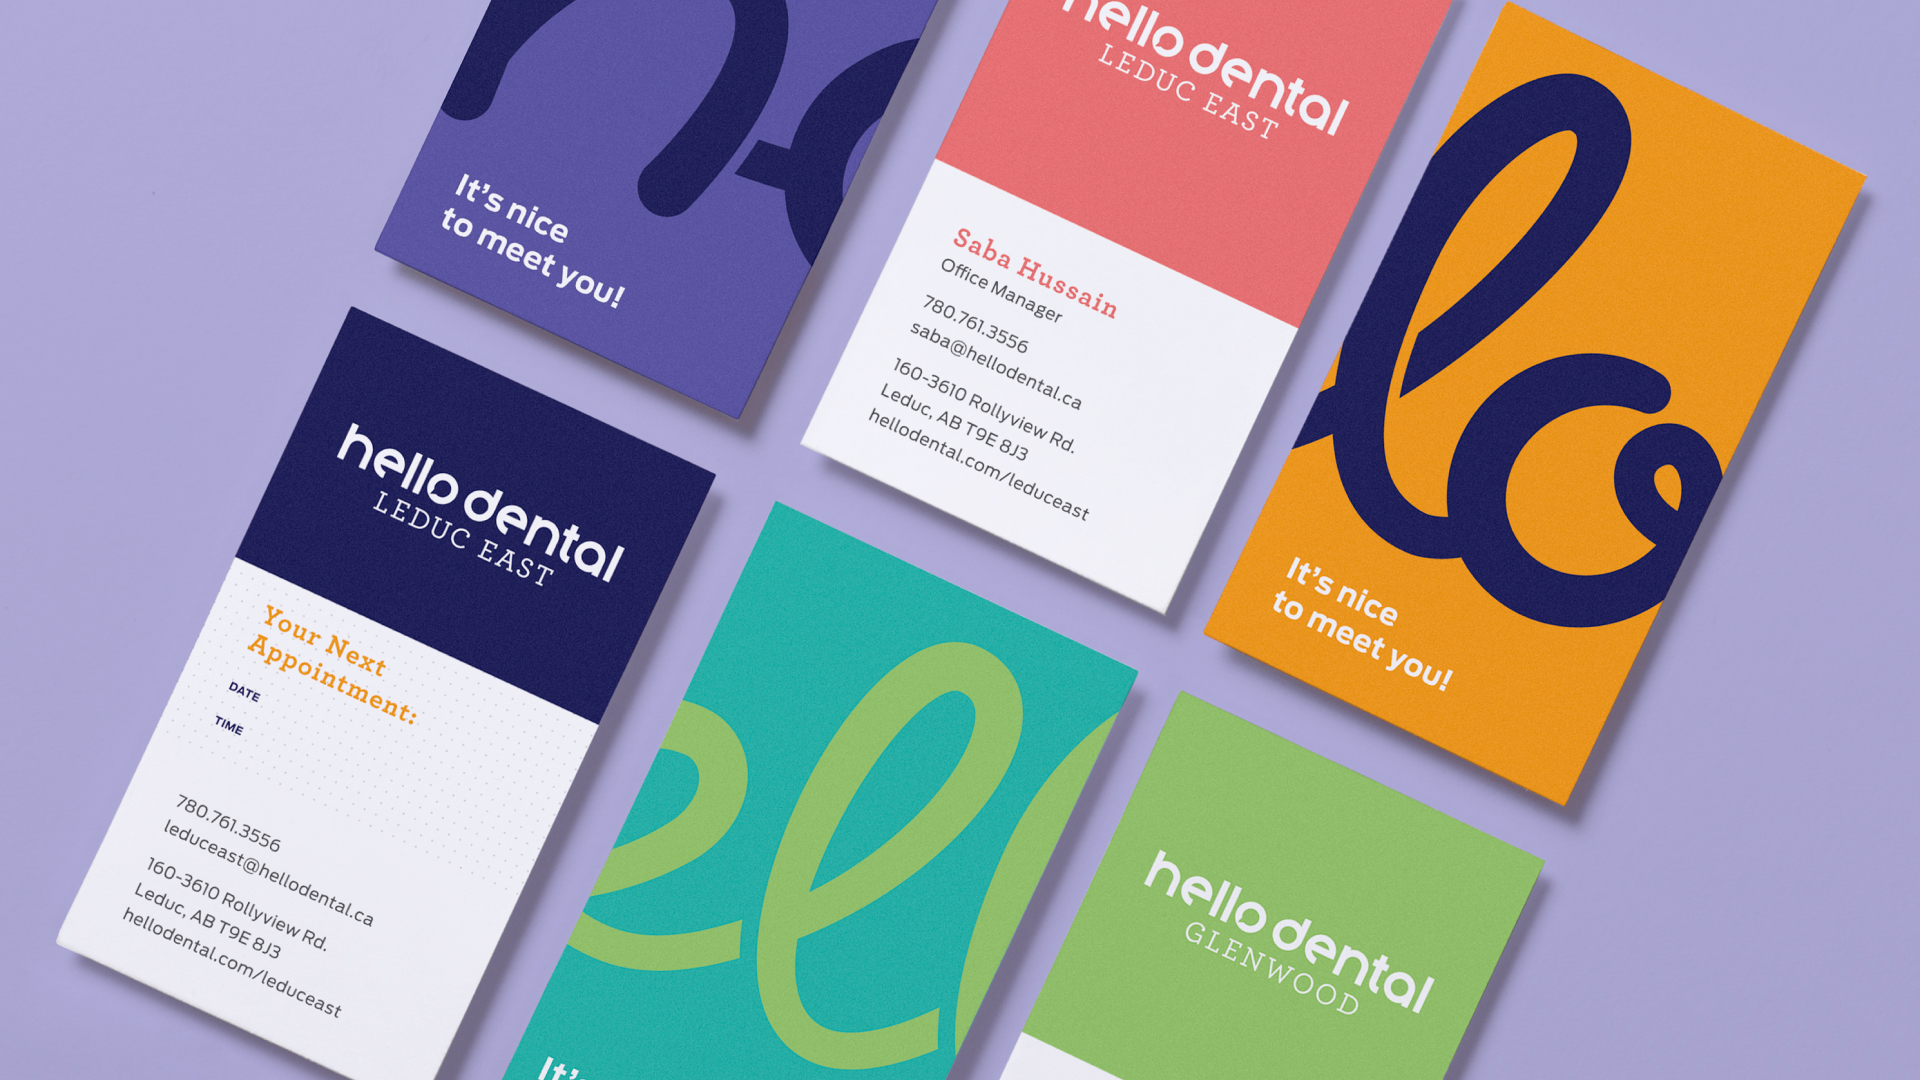 It's nice
to meet you!
hello dental
LEDUC EAST
Saba Hussain
Office Manager
780.761.3556
saba@hellodental.ca
160-3610 Rollyview Rd.
Leduc, AB T9E 8J3
hellodental.com/leduceast
lo
It's nice
to meet you!
hello dental
LEDUC EAST
Your Next
Appointment:
DATE
TIME
780.761.3556
leduceast@hellodental.ca
160-3610 Rollyview Rd.
Leduc, AB T9E 8J3
hellodental.com/leduceast
el
It's
hello dental
GLENWOOD